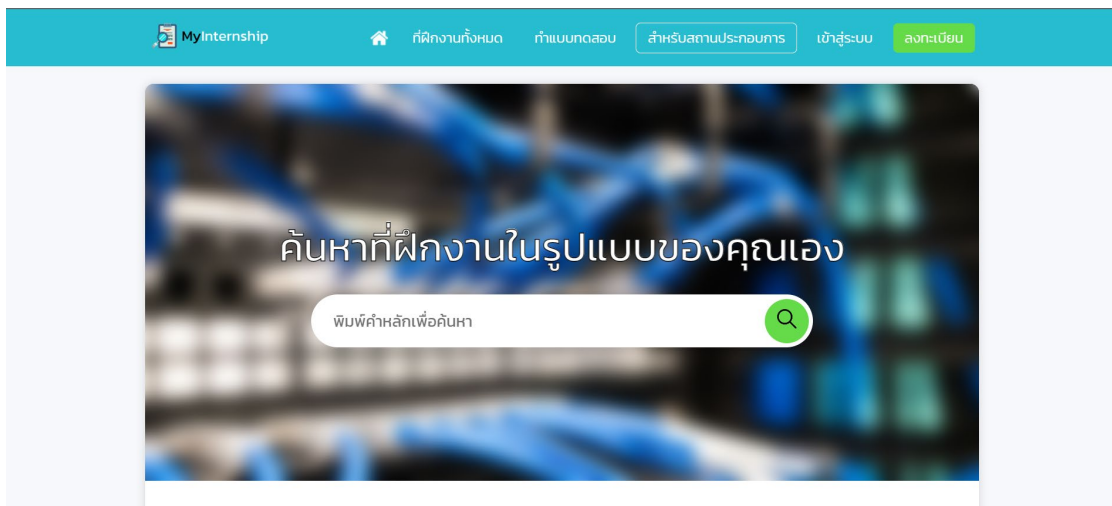 MyInternship
ที่ฝึกงานทั้งหมด
ทำแบบทดสอบ
สำหรับสถานประกอบการ
เข้าสู่ระบบ
ลงทะเบียน
ค้นหาที่ฝึกงานในรูปแบบของคุณเอง
พิมพ์คำหลักเพื่อค้นหา